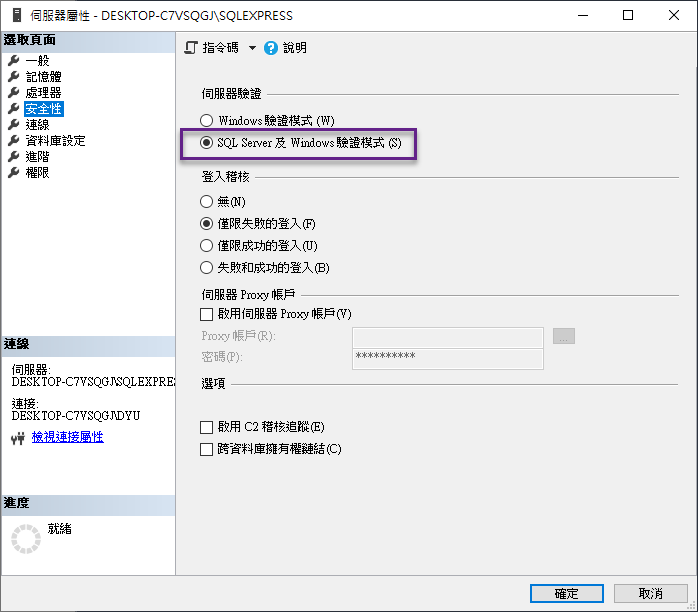 伺服器屬性 - DESKTOP-C7VSQGJ\SQLEXPRESS
選取頁面
一般
記憶體
處理器
安全性
連線
資料庫設定
進階
權限
指令碼
說明
伺服器驗證
Windows 驗證模式 (W)
SQL Server 及 Windows 驗證模式 (S)
登入稽核
無(N)
僅限失敗的登入(F)
僅限成功的登入(U)
失敗和成功的登入(B)
伺服器 Proxy 帳戶
啟用伺服器 Proxy 帳戶(V)
Proxy 帳戶(R):
...
密碼(P):
**********
選項
啟用 C2 稽核追蹤(E)
跨資料庫擁有權鏈結(C)
連線
伺服器:
DESKTOP-C7VSQGJ\SQLEXPRES
連接:
DESKTOP-C7VSQGJ\DYU
檢視連接屬性
進度
就緒
確定
取消